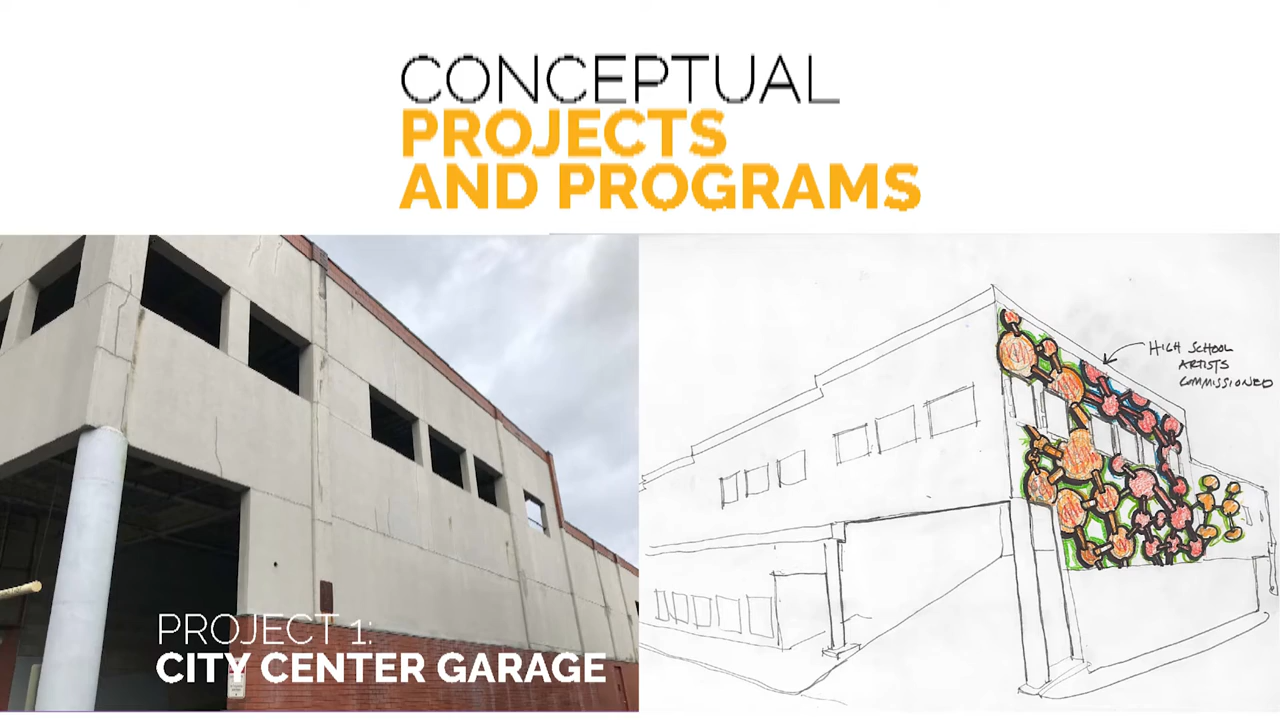 CONCEPTUAL
PROJECTS
AND PROGRAMS
PROJECT 1:
CITY CENTER GARAGE
HIGH SCHOOL
ARTISTS
COMMISSIONED